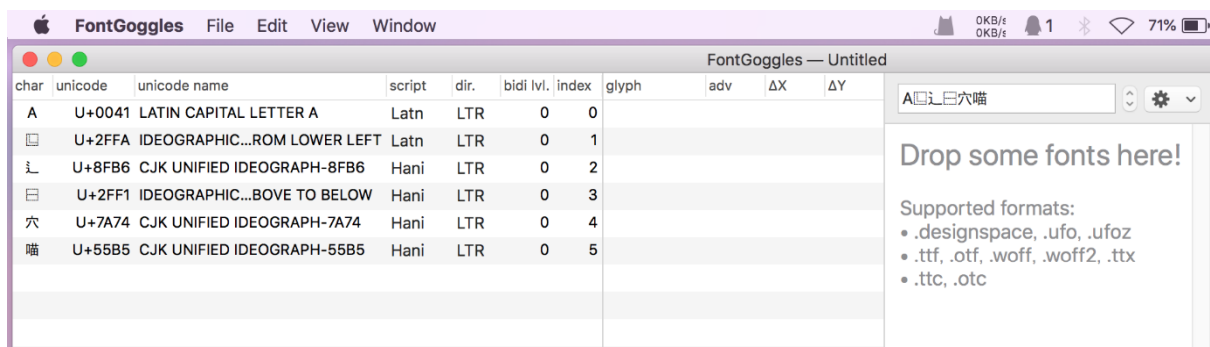 FontGoggles File Edit View Window 0KB/s 0KB/s 1 71%
FontGoggles — Untitled
char unicode unicode name script dir. bidi lvl. index glyph adv ΔX ΔY
A⿺辶⿱穴喵
A U+0041 LATIN CAPITAL LETTER A Latn LTR 0 0
⿺ U+2FFA IDEOGRAPHIC...ROM LOWER LEFT Latn LTR 0 1
辶 U+8FB6 CJK UNIFIED IDEOGRAPH-8FB6 Hani LTR 0 2
⿱ U+2FF1 IDEOGRAPHIC...BOVE TO BELOW Hani LTR 0 3
穴 U+7A74 CJK UNIFIED IDEOGRAPH-7A74 Hani LTR 0 4
喵 U+55B5 CJK UNIFIED IDEOGRAPH-55B5 Hani LTR 0 5
Drop some fonts here!
Supported formats:
• .designspace, .ufo, .ufoz
• .ttf, .otf, .woff, .woff2, .ttx
• .ttc, .otc